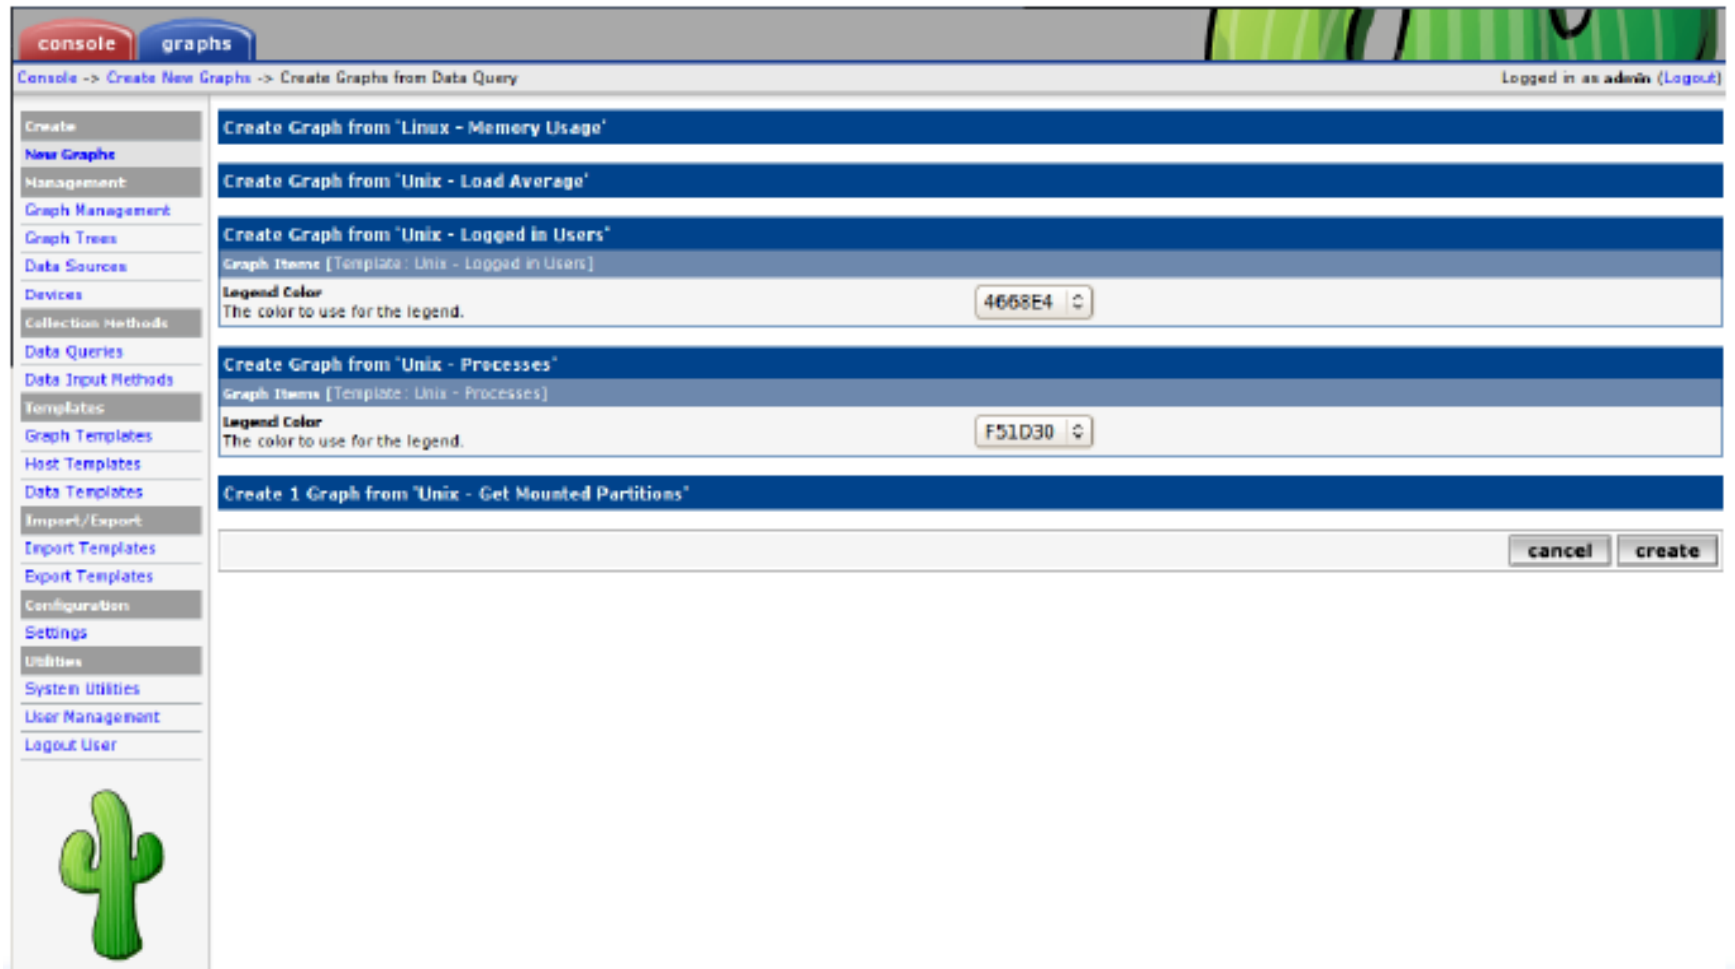 console graphs
Console -> Create New Graphs -> Create Graphs from Data Query
Logged in as admin (Logout)
Create
New Graphs
Management
Graph Management
Graph Trees
Data Sources
Devices
Collection Methods
Data Queries
Data Input Methods
Templates
Graph Templates
Host Templates
Data Templates
Import/Export
Import Templates
Export Templates
Configuration
Settings
Utilities
System Utilities
User Management
Logout User
Create Graph from 'Linux - Memory Usage'
Create Graph from 'Unix - Load Average'
Create Graph from 'Unix - Logged in Users'
Graph Items [Template: Unix - Logged in Users]
Legend Color
The color to use for the legend.
4668E4
Create Graph from 'Unix - Processes'
Graph Items [Template: Unix - Processes]
Legend Color
The color to use for the legend.
F51D30
Create 1 Graph from 'Unix - Get Mounted Partitions'
cancel create